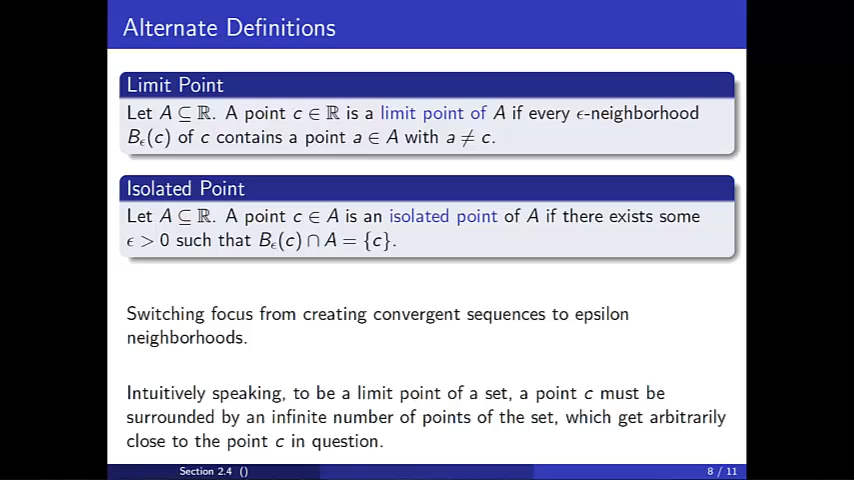 Alternate Definitions
Limit Point
Let A ⊆ ℝ. A point c ∈ ℝ is a limit point of A if every ϵ-neighborhood
Bϵ(c) of c contains a point a ∈ A with a ≠ c.
Isolated Point
Let A ⊆ ℝ. A point c ∈ A is an isolated point of A if there exists some
ϵ > 0 such that Bϵ(c) ∩ A = {c}.
Switching focus from creating convergent sequences to epsilon
neighborhoods.
Intuitively speaking, to be a limit point of a set, a point c must be
surrounded by an infinite number of points of the set, which get arbitrarily
close to the point c in question.
Section 2.4 () 8 / 11